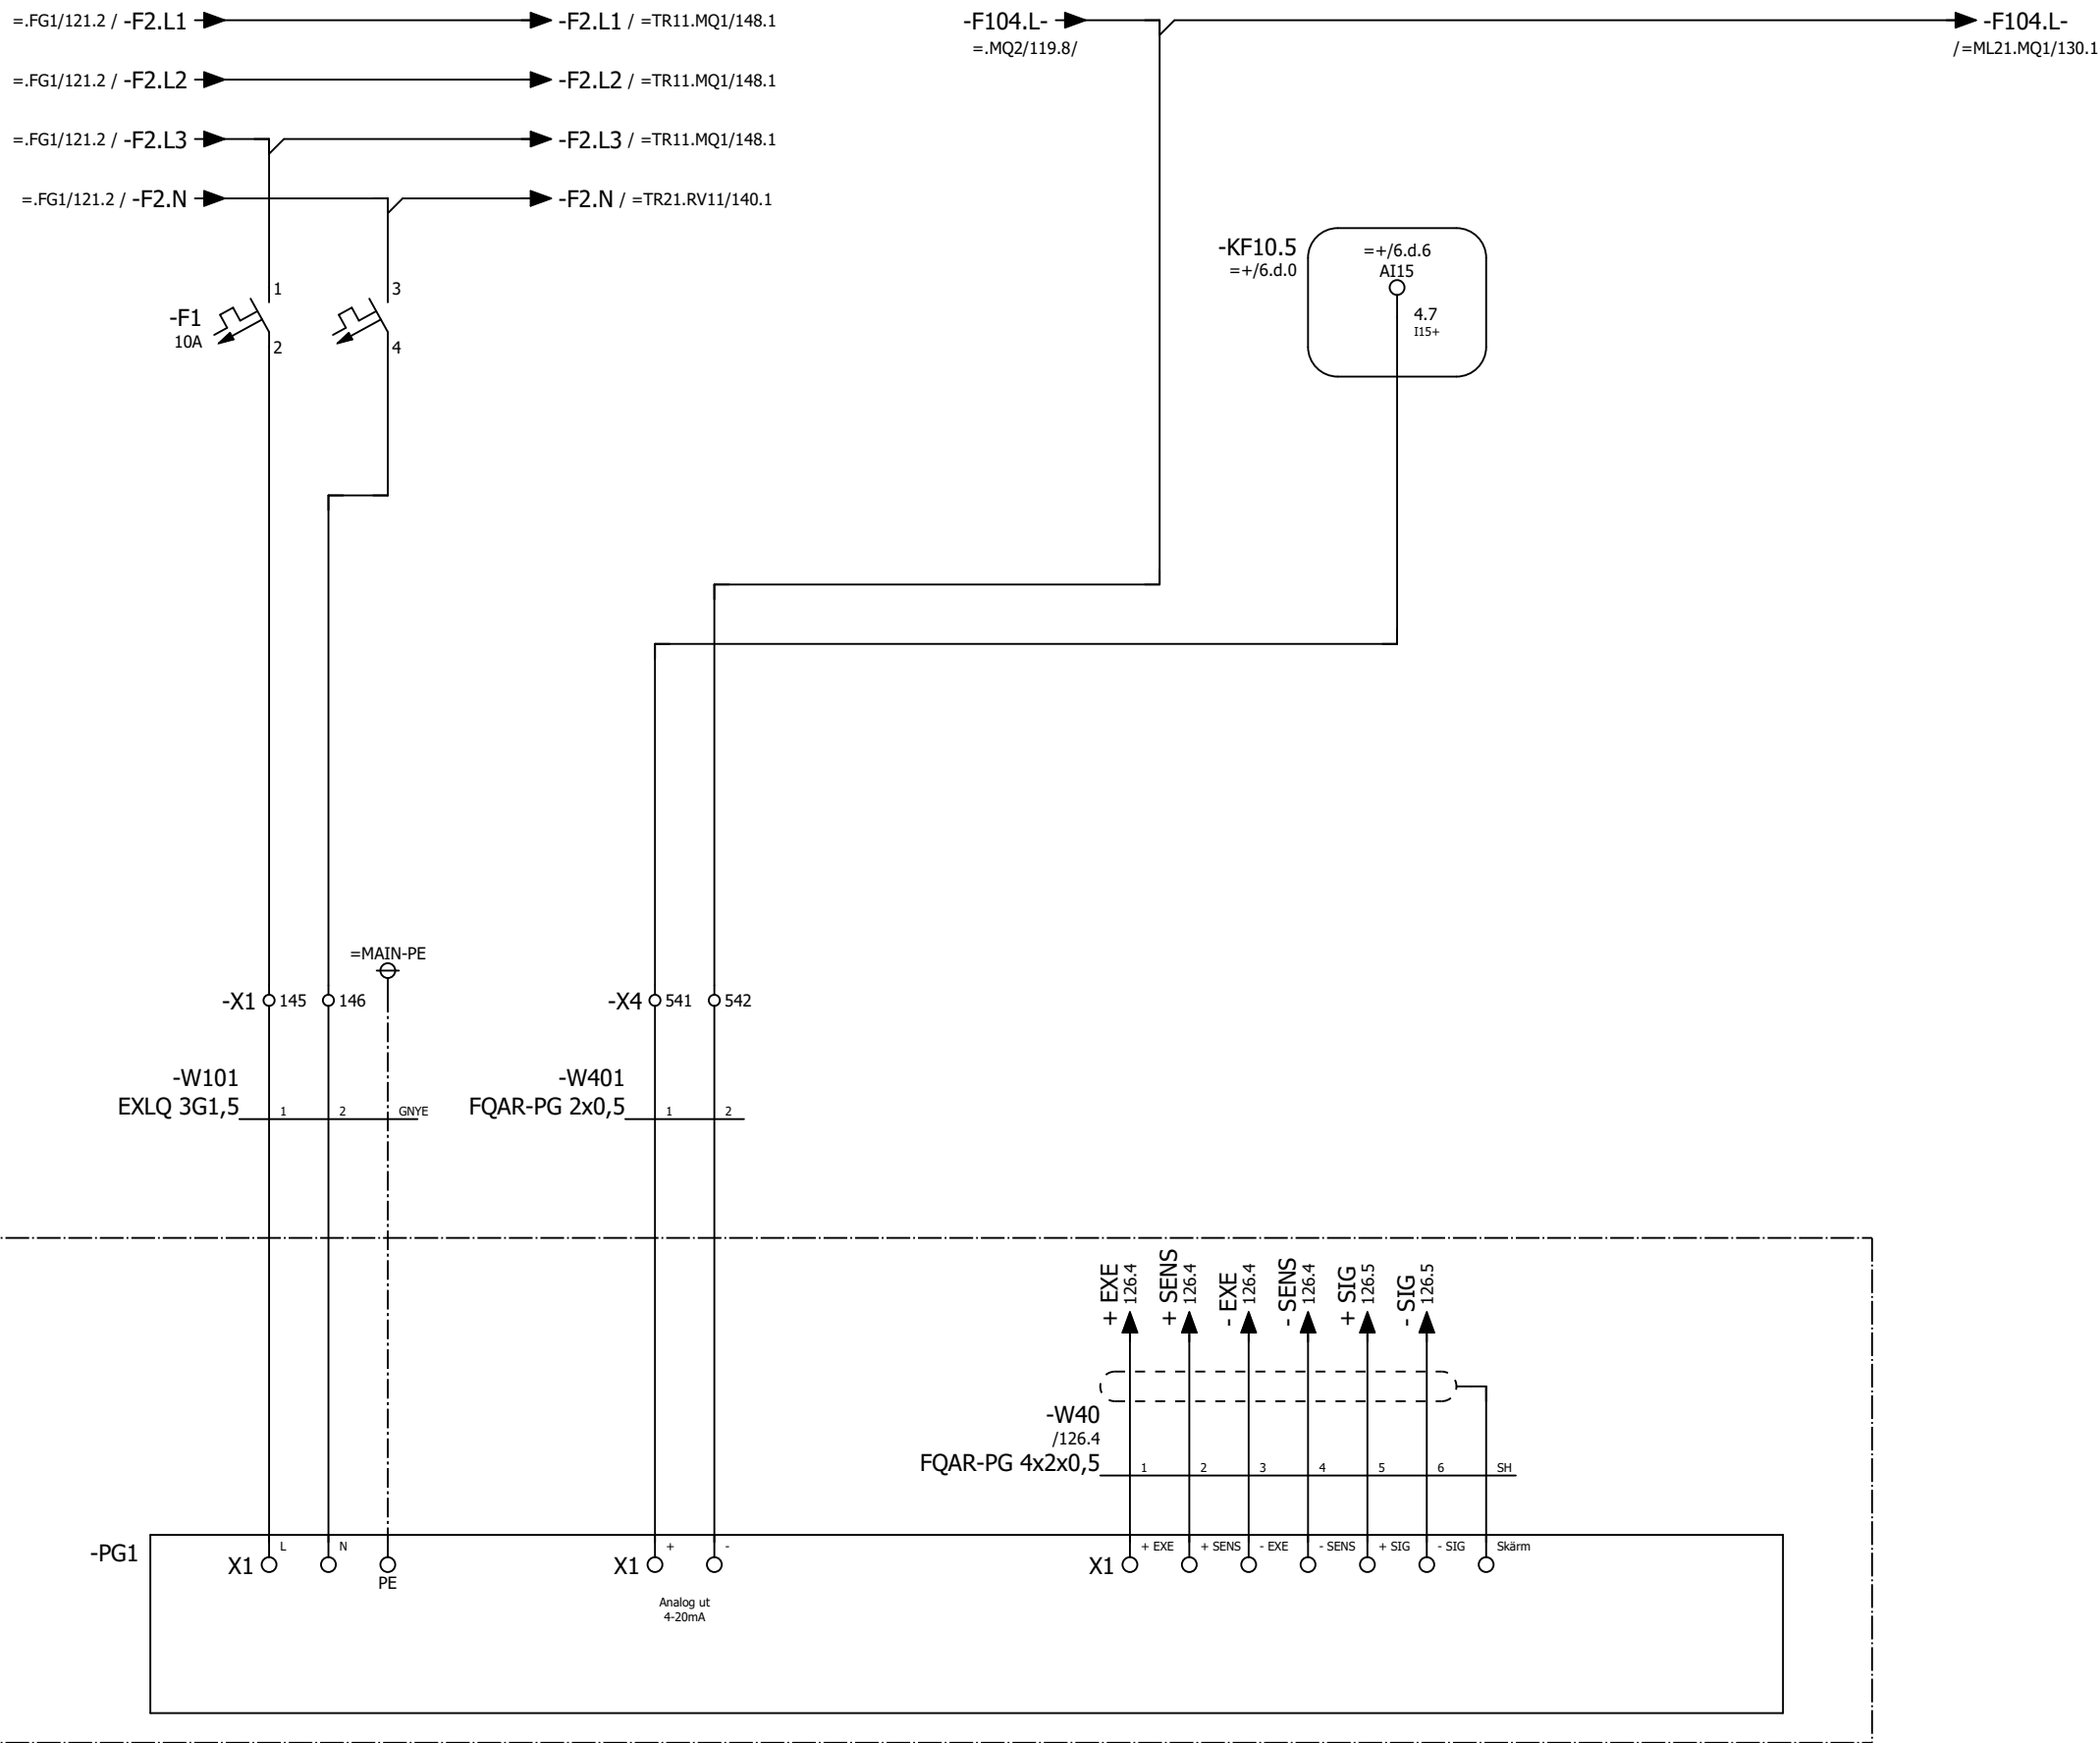 =.FG1/121.2 / -F2.L1 -F2.L1 / =TR11.MQ1/148.1
-F104.L- -F104.L-
=.MQ2/119.8/ /=ML21.MQ1/130.1
=.FG1/121.2 / -F2.L2 -F2.L2 / =TR11.MQ1/148.1
=.FG1/121.2 / -F2.L3 -F2.L3 / =TR11.MQ1/148.1
=.FG1/121.2 / -F2.N -F2.N / =TR21.RV11/140.1
-KF10.5
=+/6.d.0
=+/6.d.6
AI15
4.7
I15+
1 3
-F1
10A
2 4
=MAIN-PE
-X1 145 146
-X4 541 542
-W101
EXLQ 3G1,5 1 2 GNYE
-W401
FQAR-PG 2x0,5 1 2
+ EXE
126.4
+ SENS
126.4
- EXE
126.4
- SENS
126.4
+ SIG
126.5
- SIG
126.5
-W40
/126.4
FQAR-PG 4x2x0,5 1 2 3 4 5 6 SH
-PG1
X1 L N
PE
X1 + -
Analog ut
4-20mA
X1 + EXE + SENS - EXE - SENS + SIG - SIG Skärm